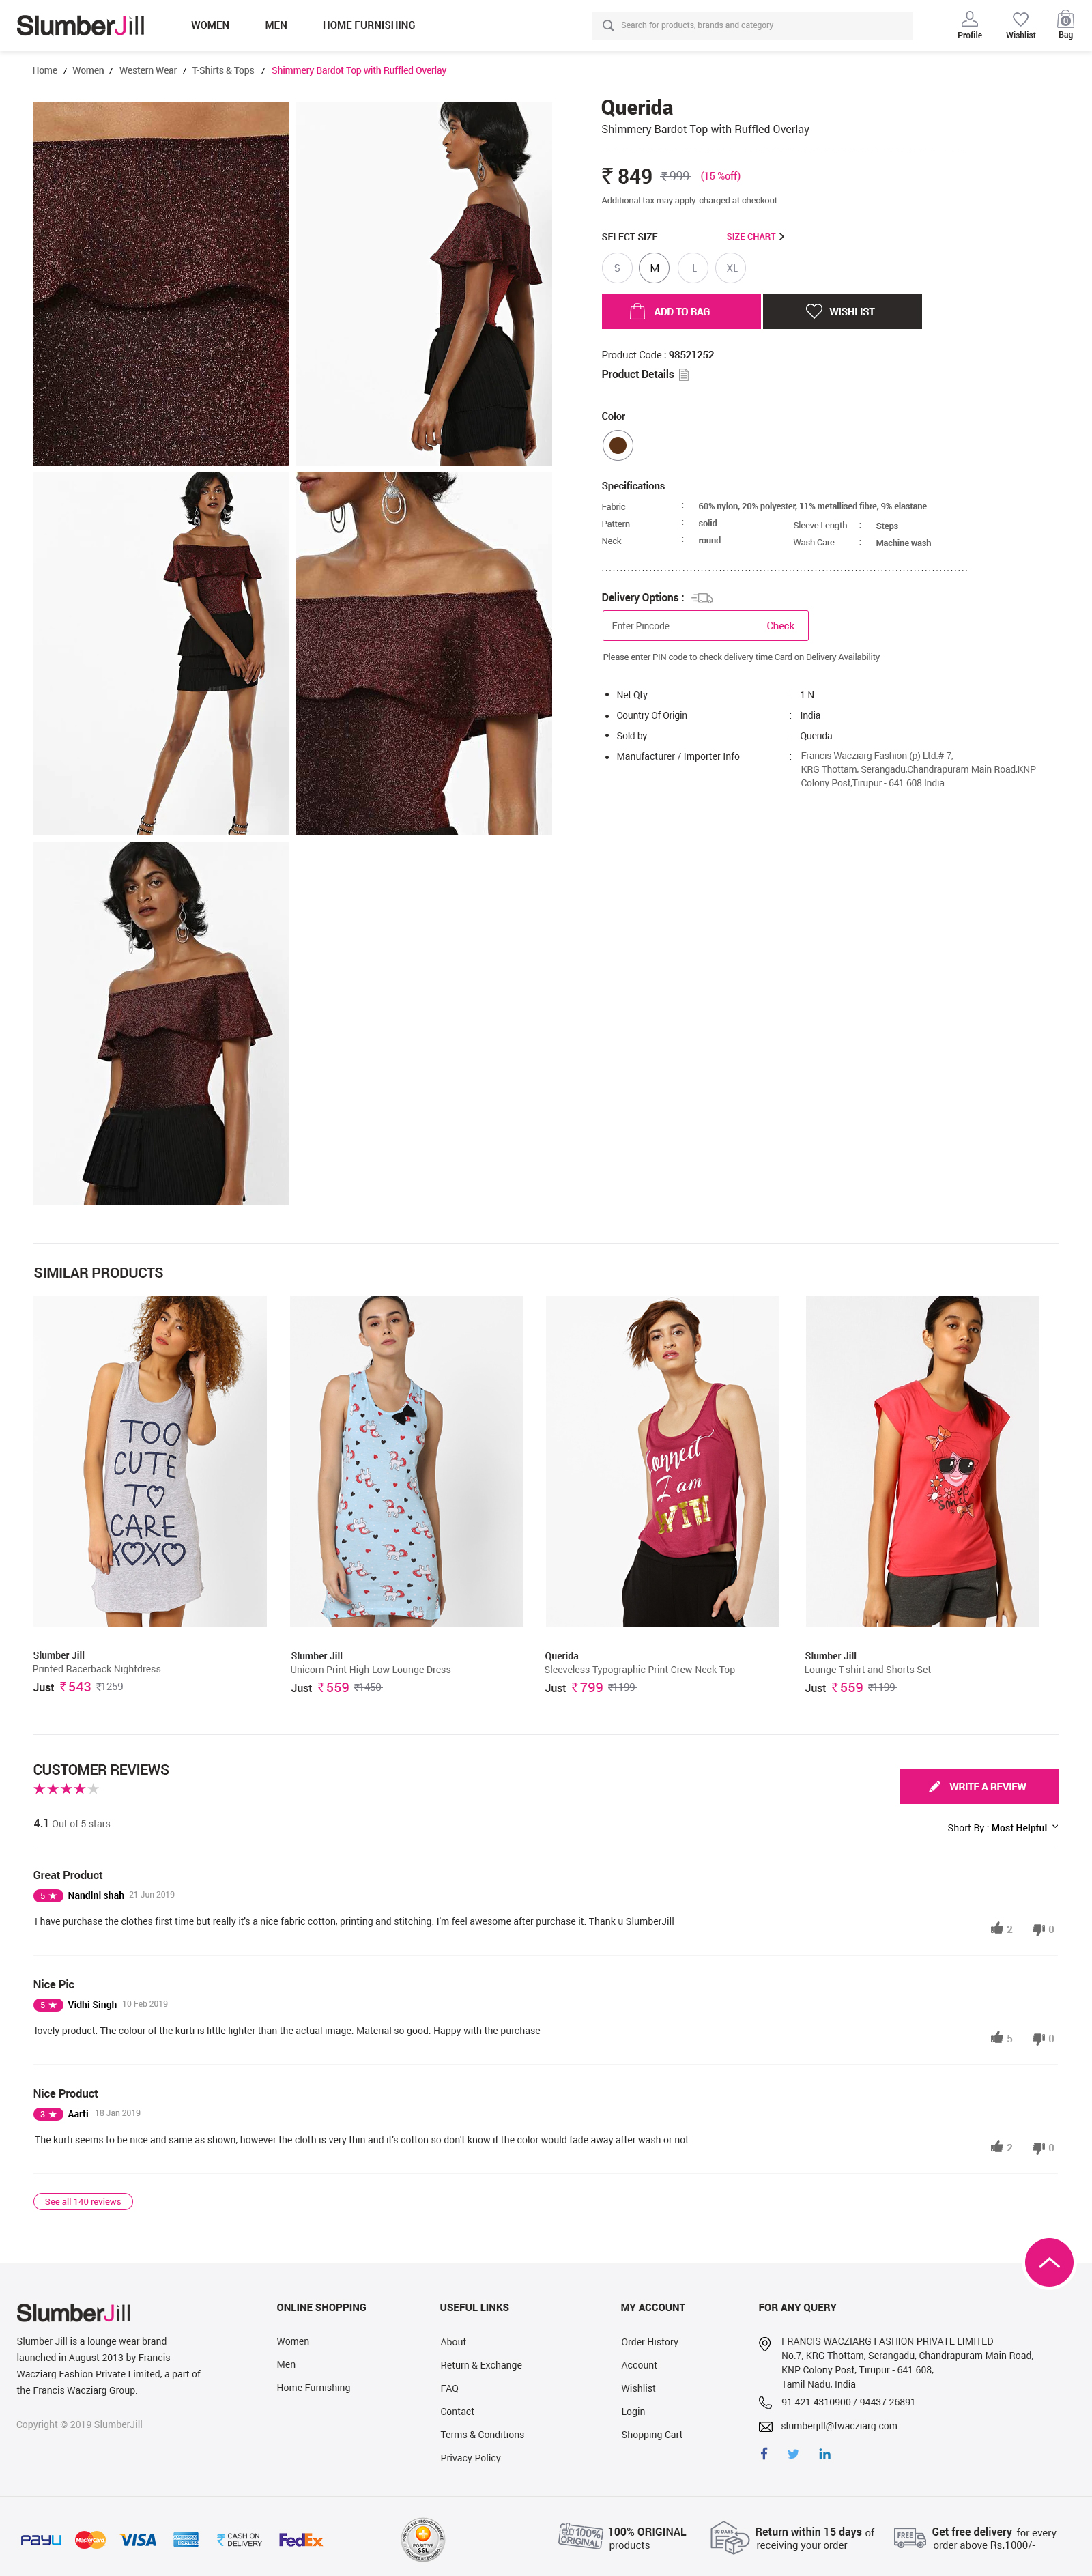 SlumberJill WOMEN MEN HOME FURNISHING Search for products, brands and category Profile Wishlist 0 Bag
Home / Women / Western Wear / T-Shirts & Tops / Shimmery Bardot Top with Ruffled Overlay
Querida
Shimmery Bardot Top with Ruffled Overlay
₹ 849 ₹ 999 (15 %off)
Additional tax may apply: charged at checkout
SELECT SIZE SIZE CHART
S M L XL
ADD TO BAG WISHLIST
Product Code : 98521252
Product Details
Color
Specifications
Fabric : 60% nylon, 20% polyester, 11% metallised fibre, 9% elastane
Pattern : solid Sleeve Length : Steps
Neck : round Wash Care : Machine wash
Delivery Options :
Enter Pincode Check
Please enter PIN code to check delivery time Card on Delivery Availability
• Net Qty : 1 N
• Country Of Origin : India
• Sold by : Querida
• Manufacturer / Importer Info : Francis Wacziarg Fashion (p) Ltd.# 7,
KRG Thottam, Serangadu,Chandrapuram Main Road,KNP
Colony Post,Tirupur - 641 608 India.
SIMILAR PRODUCTS
TOO
CUTE
TO
CARE
XOXO
onned
I am
WITH
Slumber Jill
Printed Racerback Nightdress
Just ₹543 ₹1259
Slumber Jill
Unicorn Print High-Low Lounge Dress
Just ₹559 ₹1450
Querida
Sleeveless Typographic Print Crew-Neck Top
Just ₹799 ₹1199
Slumber Jill
Lounge T-shirt and Shorts Set
Just ₹559 ₹1199
CUSTOMER REVIEWS
WRITE A REVIEW
4.1 Out of 5 stars
Short By : Most Helpful
Great Product
5 ★ Nandini shah 21 Jun 2019
I have purchase the clothes first time but really it's a nice fabric cotton, printing and stitching. I'm feel awesome after purchase it. Thank u SlumberJill
2 0
Nice Pic
5 ★ Vidhi Singh 10 Feb 2019
lovely product. The colour of the kurti is little lighter than the actual image. Material so good. Happy with the purchase
5 0
Nice Product
3 ★ Aarti 18 Jan 2019
The kurti seems to be nice and same as shown, however the cloth is very thin and it's cotton so don't know if the color would fade away after wash or not.
2 0
See all 140 reviews
SlumberJill
Slumber Jill is a lounge wear brand
launched in August 2013 by Francis
Wacziarg Fashion Private Limited, a part of
the Francis Wacziarg Group.
Copyright © 2019 SlumberJill
ONLINE SHOPPING
Women
Men
Home Furnishing
USEFUL LINKS
About
Return & Exchange
FAQ
Contact
Terms & Conditions
Privacy Policy
MY ACCOUNT
Order History
Account
Wishlist
Login
Shopping Cart
FOR ANY QUERY
FRANCIS WACZIARG FASHION PRIVATE LIMITED
No.7, KRG Thottam, Serangadu, Chandrapuram Main Road,
KNP Colony Post, Tirupur - 641 608,
Tamil Nadu, India
91 421 4310900 / 94437 26891
slumberjill@fwacziarg.com
PAYU MasterCard VISA ₹ CASH ON DELIVERY FedEx
POSITIVE
SSL
100%
ORIGINAL
100% ORIGINAL
products
30 DAYS
Return within 15 days of
receiving your order
FREE
Get free delivery for every
order above Rs.1000/-